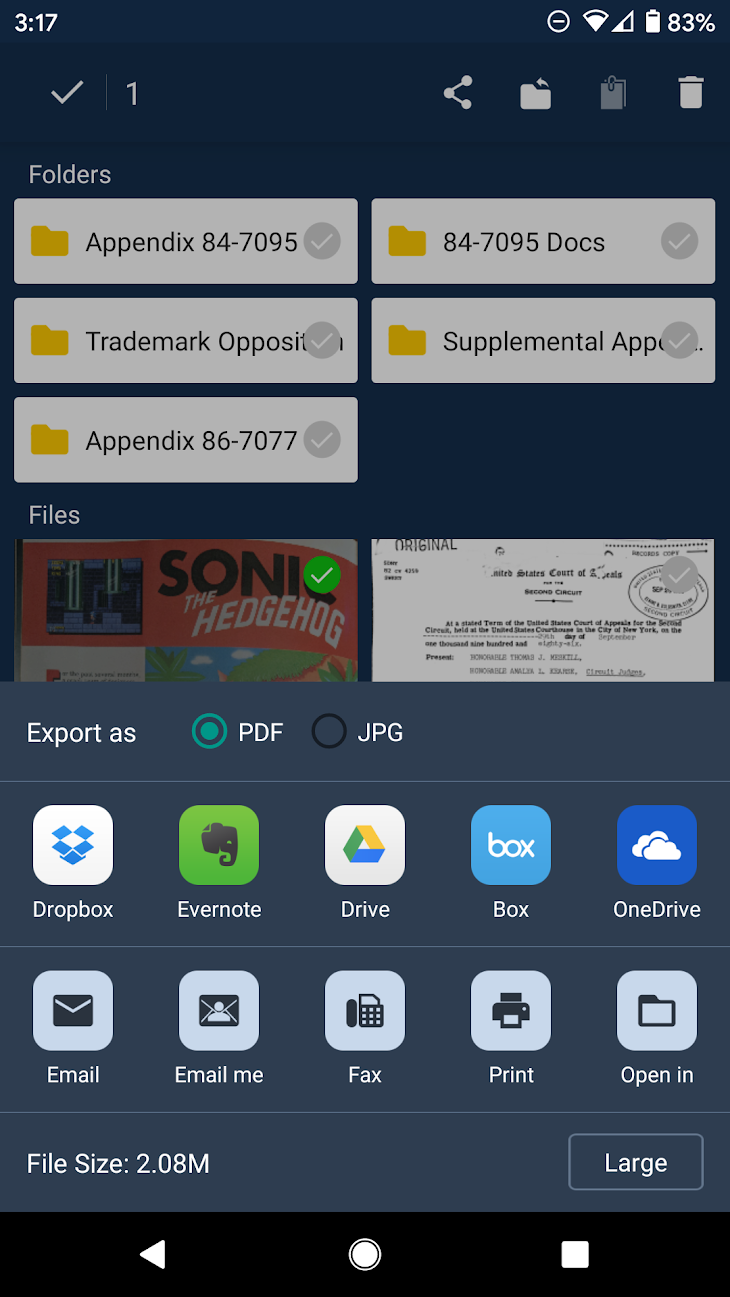 3:17
83%
1
Folders
Appendix 84-7095
84-7095 Docs
Trademark Opposit
Supplemental Appe
Appendix 86-7077
Files
SONIC
THE
HEDGEHOG
ORIGINAL
RECORDS COPY
United States Court of Appeals
FOR THE
SECOND CIRCUIT
At a stated Term of the United States Court of Appeals for the Second
Circuit, held at the United States Courthouse in the City of New York, on the
29th day of September
one thousand nine hundred and eighty-six.
Present: HONORABLE THOMAS J. MESKILL,
HONORABLE AMALYA L. KEARSE, Circuit Judges,
Export as
PDF
JPG
Dropbox
Evernote
Drive
box
Box
OneDrive
Email
Email me
Fax
Print
Open in
File Size: 2.08M
Large